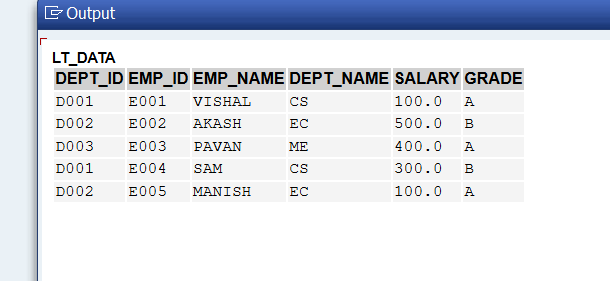 Output
LT_DATA
DEPT_ID EMP_ID EMP_NAME DEPT_NAME SALARY GRADE
D001 E001 VISHAL CS 100.0 A
D002 E002 AKASH EC 500.0 B
D003 E003 PAVAN ME 400.0 A
D001 E004 SAM CS 300.0 B
D002 E005 MANISH EC 100.0 A